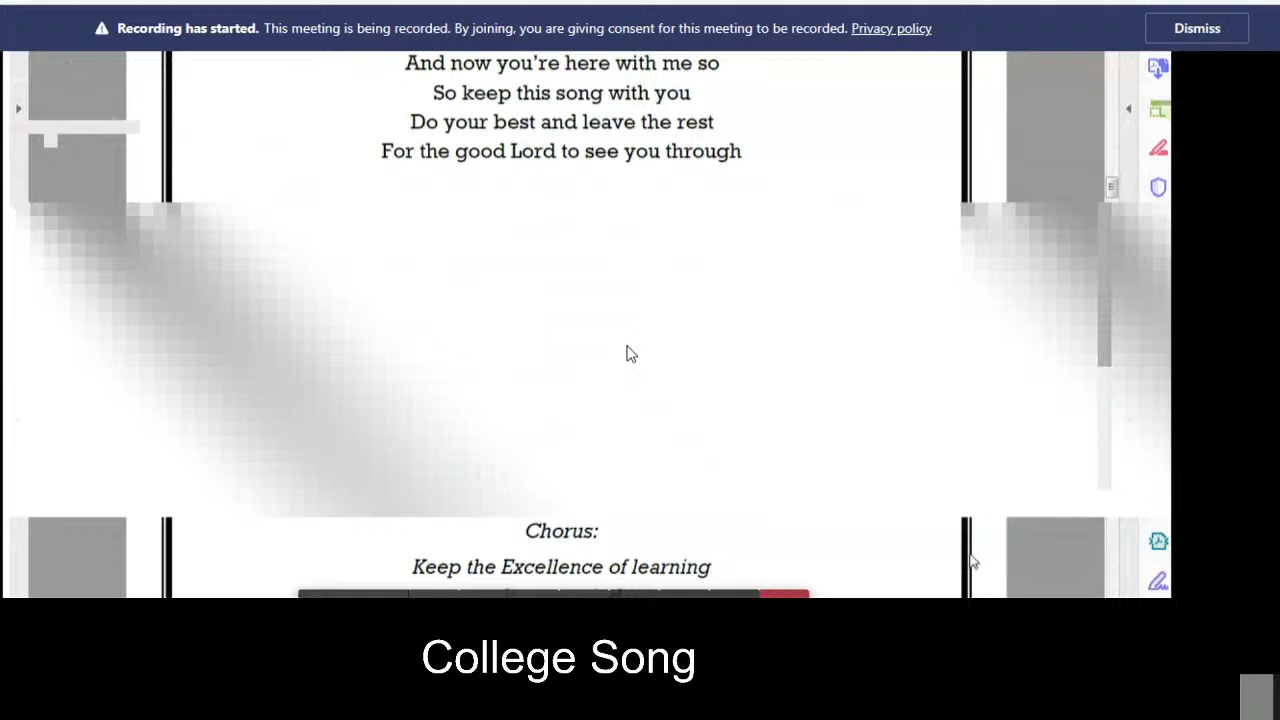 Recording has started. This meeting is being recorded. By joining, you are giving consent for this meeting to be recorded. Privacy policy
Dismiss
And now you're here with me so
So keep this song with you
Do your best and leave the rest
For the good Lord to see you through
Chorus:
Keep the Excellence of learning
College Song